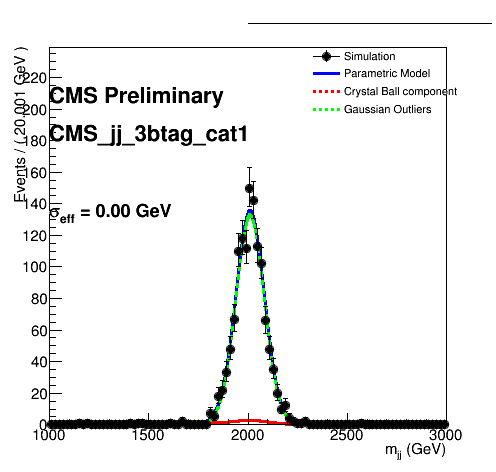 Simulation
Parametric Model
Crystal Ball component
Gaussian Outliers
CMS Preliminary
CMS_jj_3btag_cat1
σeff = 0.00 GeV
Events / ( 20.001 GeV )
220
200
180
160
140
120
100
80
60
40
20
0
1000 1500 2000 2500 3000
mjj (GeV)